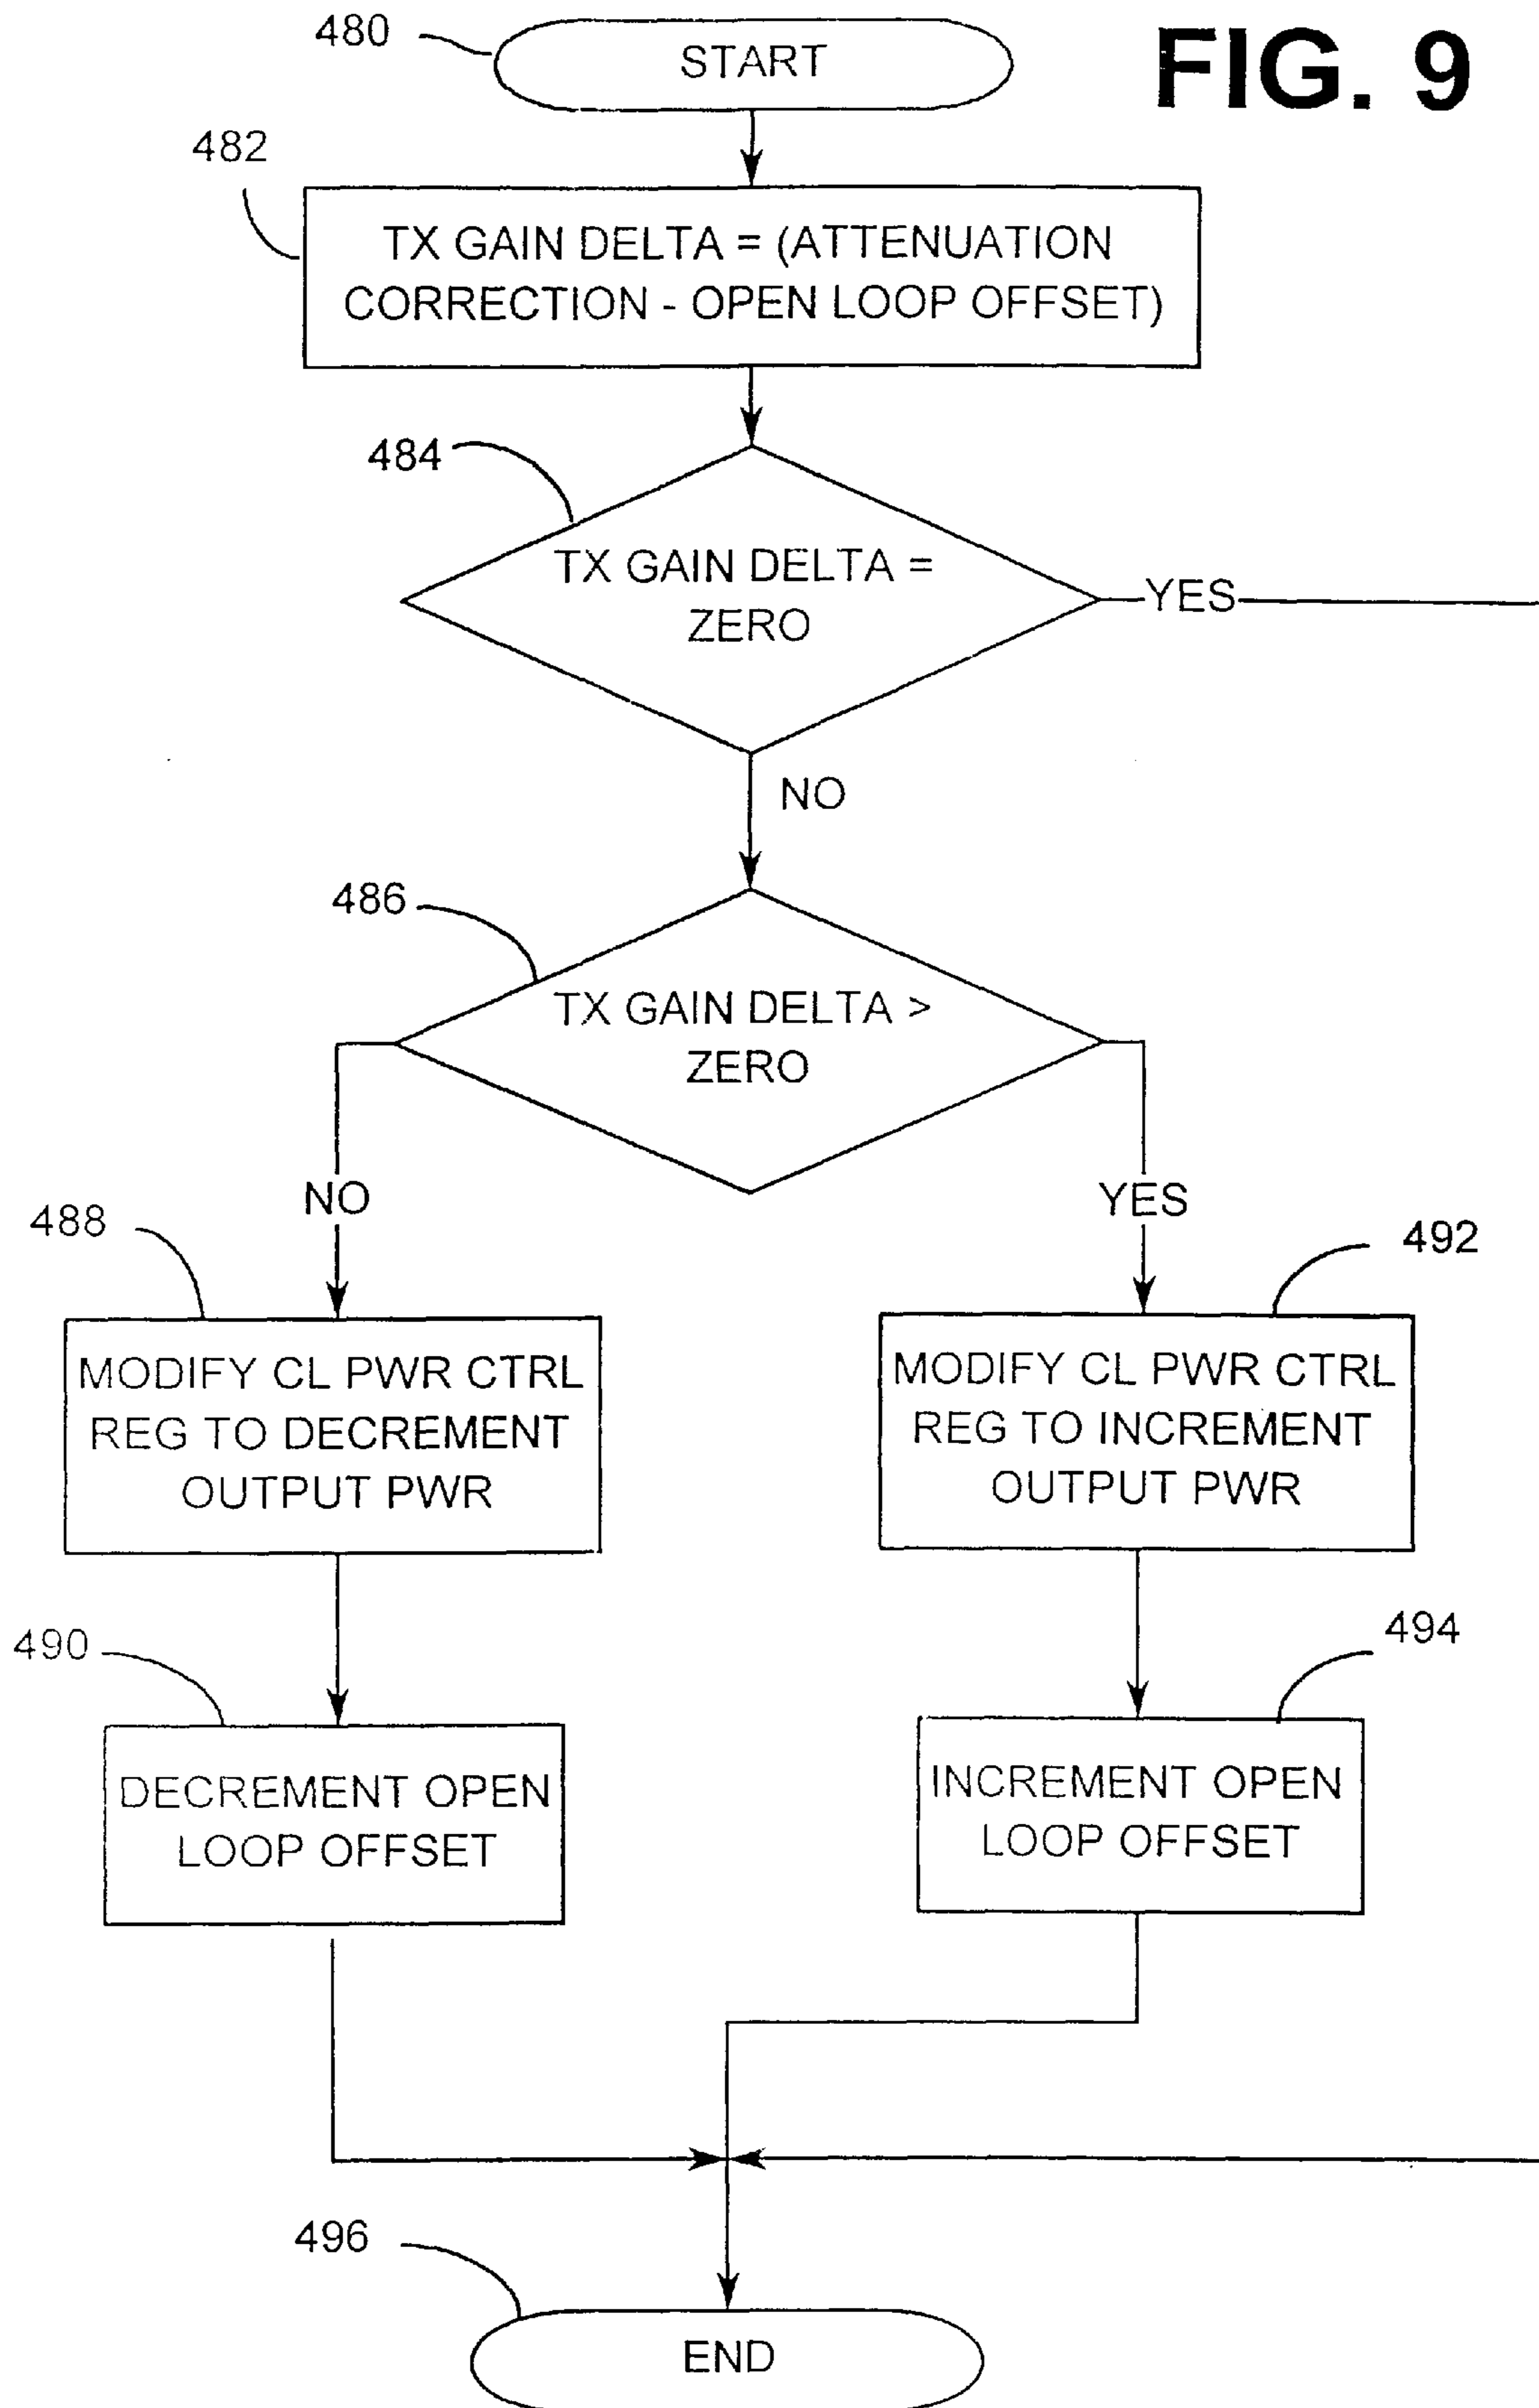 480
START
FIG. 9
482
TX GAIN DELTA = (ATTENUATION
CORRECTION - OPEN LOOP OFFSET)
484
TX GAIN DELTA =
ZERO
YES
NO
486
TX GAIN DELTA >
ZERO
NO
YES
488
492
MODIFY CL PWR CTRL
REG TO DECREMENT
OUTPUT PWR
MODIFY CL PWR CTRL
REG TO INCREMENT
OUTPUT PWR
490
494
DECREMENT OPEN
LOOP OFFSET
INCREMENT OPEN
LOOP OFFSET
496
END